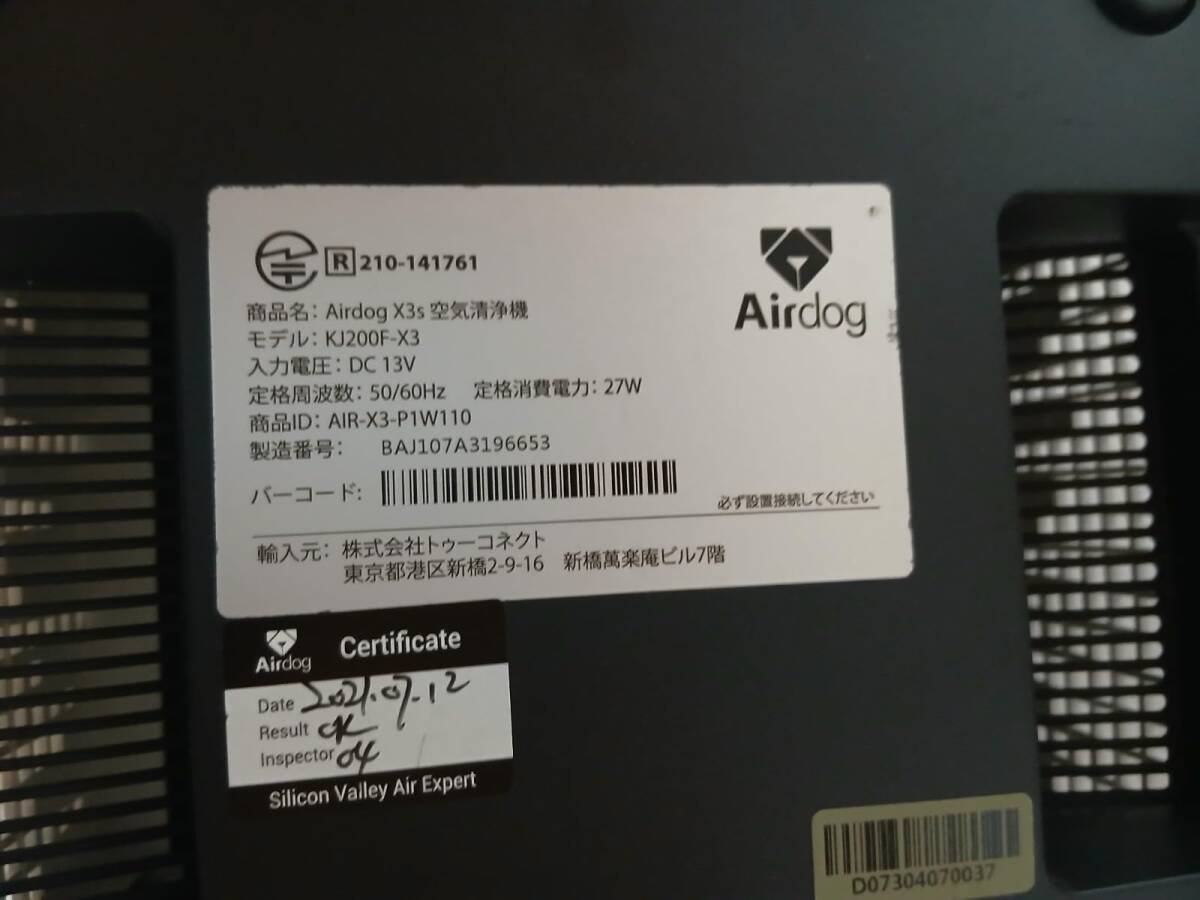 R 210-141761
Airdog
商品名: Airdog X3s 空気清浄機
モデル: KJ200F-X3
入力電圧: DC 13V
定格周波数: 50/60Hz 定格消費電力: 27W
商品ID: AIR-X3-P1W110
製造番号: BAJ107A3196653
バーコード:
必ず設置接続してください
輸入元: 株式会社トゥーコネクト
東京都港区新橋2-9-16 新橋萬楽庵ビル7階
Airdog Certificate
Date 2021.07.12
Result OK
Inspector 04
Silicon Valley Air Expert
D07304070037